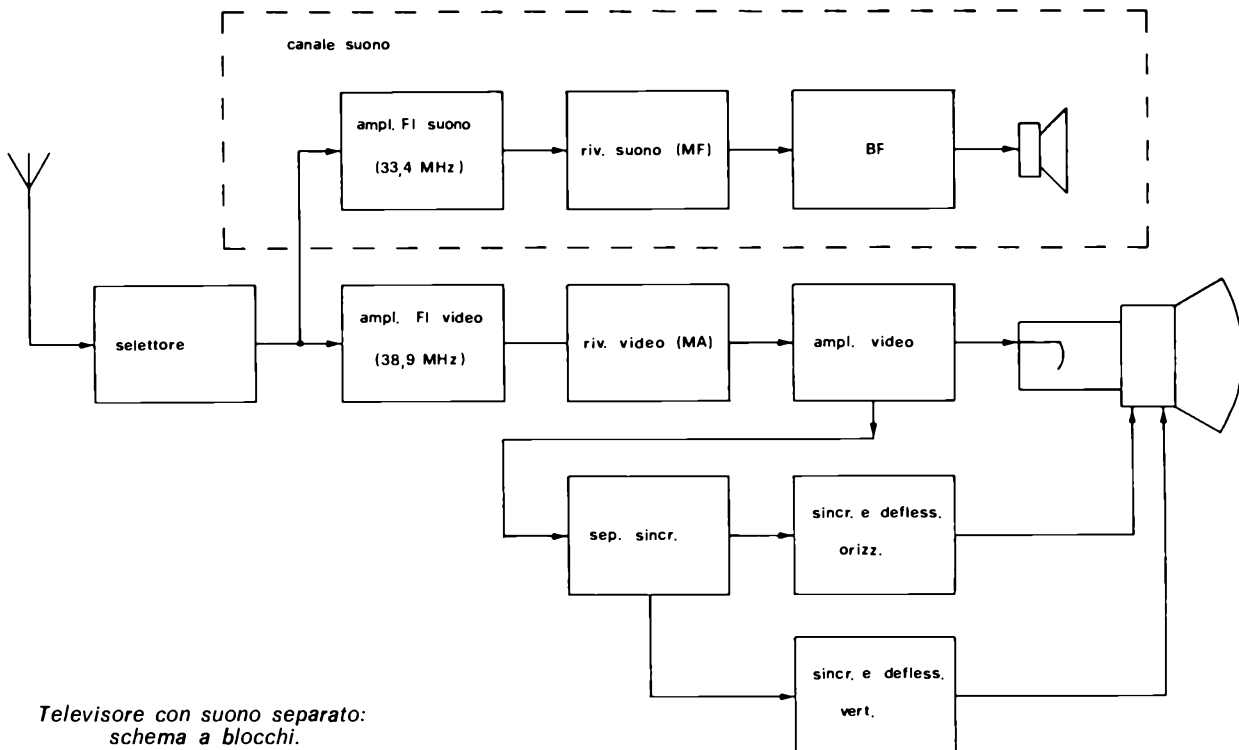 canale suono
ampl. FI suono
(33,4 MHz)
riv. suono (MF)
BF
selettore
ampl. FI video
(38,9 MHz)
riv. video (MA)
ampl. video
sep. sincr.
sincr. e defless.
orizz.
sincr. e defless.
vert.
Televisore con suono separato:
schema a blocchi.